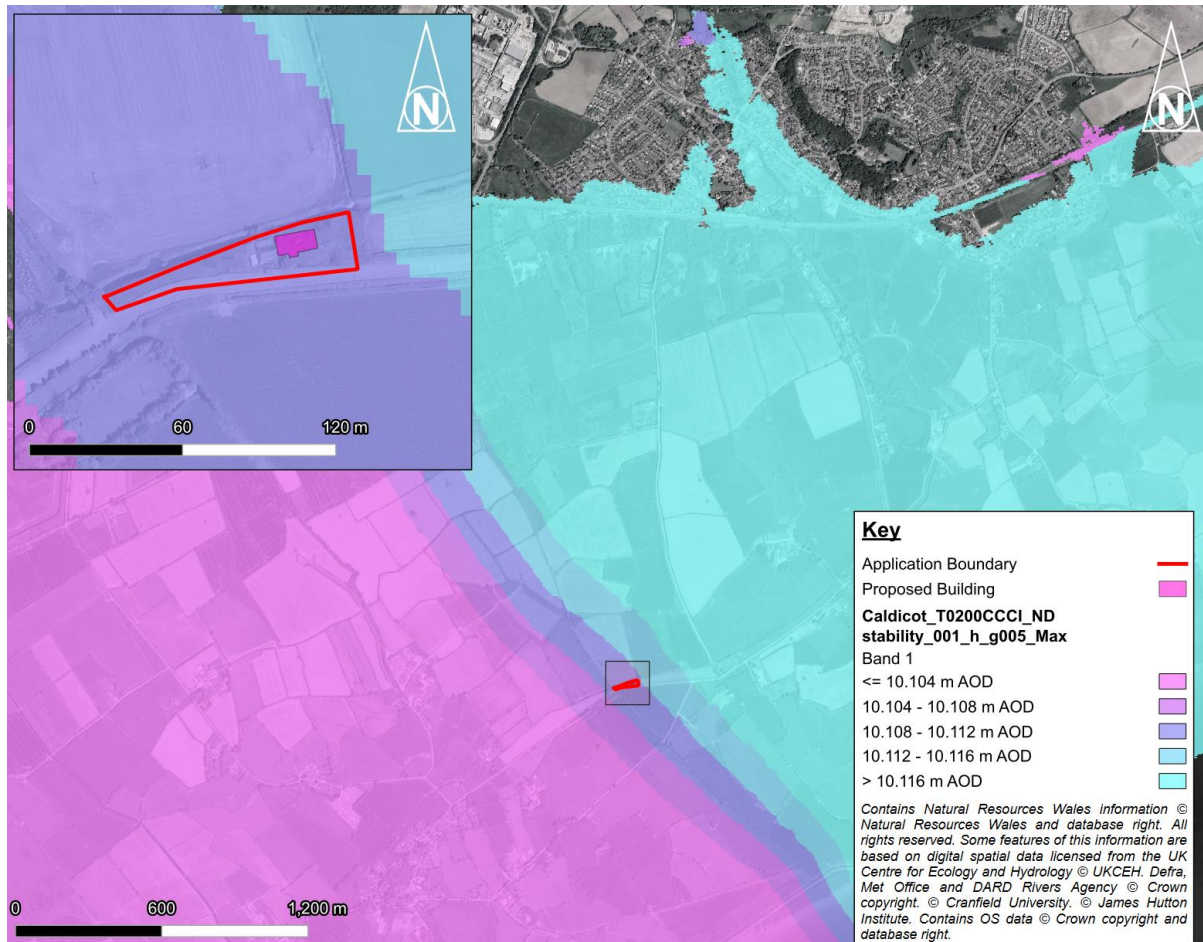 N
0 60 120 m
N
Key
Application Boundary
Proposed Building
Caldicot_T0200CCCI_ND
stability_001_h_g005_Max
Band 1
<= 10.104 m AOD
10.104 - 10.108 m AOD
10.108 - 10.112 m AOD
10.112 - 10.116 m AOD
> 10.116 m AOD
Contains Natural Resources Wales information ©
Natural Resources Wales and database right. All
rights reserved. Some features of this information are
based on digital spatial data licensed from the UK
Centre for Ecology and Hydrology © UKCEH. Defra,
Met Office and DARD Rivers Agency © Crown
copyright. © Cranfield University. © James Hutton
Institute. Contains OS data © Crown copyright and
database right.
0 600 1,200 m